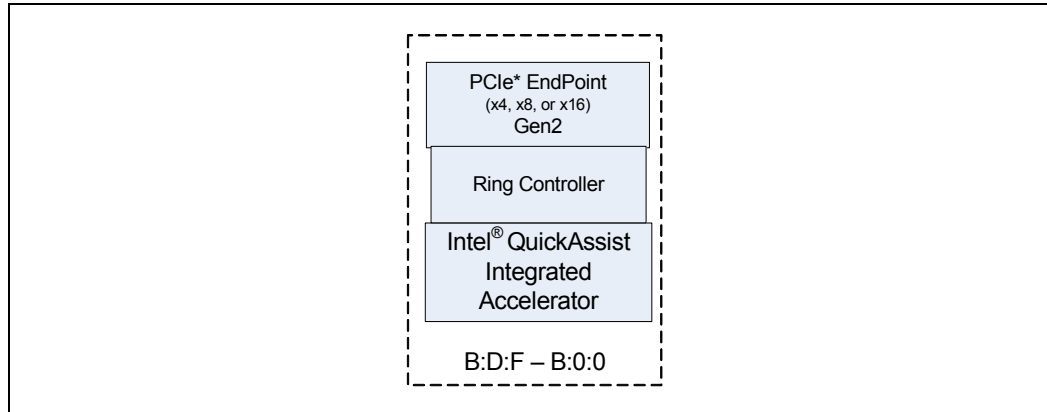 PCIe* EndPoint
(x4, x8, or x16)
Gen2
Ring Controller
Intel® QuickAssist
Integrated
Accelerator
B:D:F – B:0:0